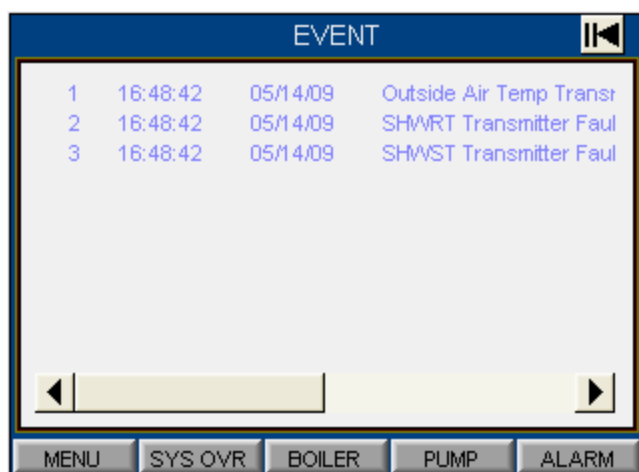 EVENT
1 16:48:42 05/14/09 Outside Air Temp Transr
2 16:48:42 05/14/09 SHWRT Transmitter Faul
3 16:48:42 05/14/09 SHWST Transmitter Faul
MENU SYS OVR BOILER PUMP ALARM